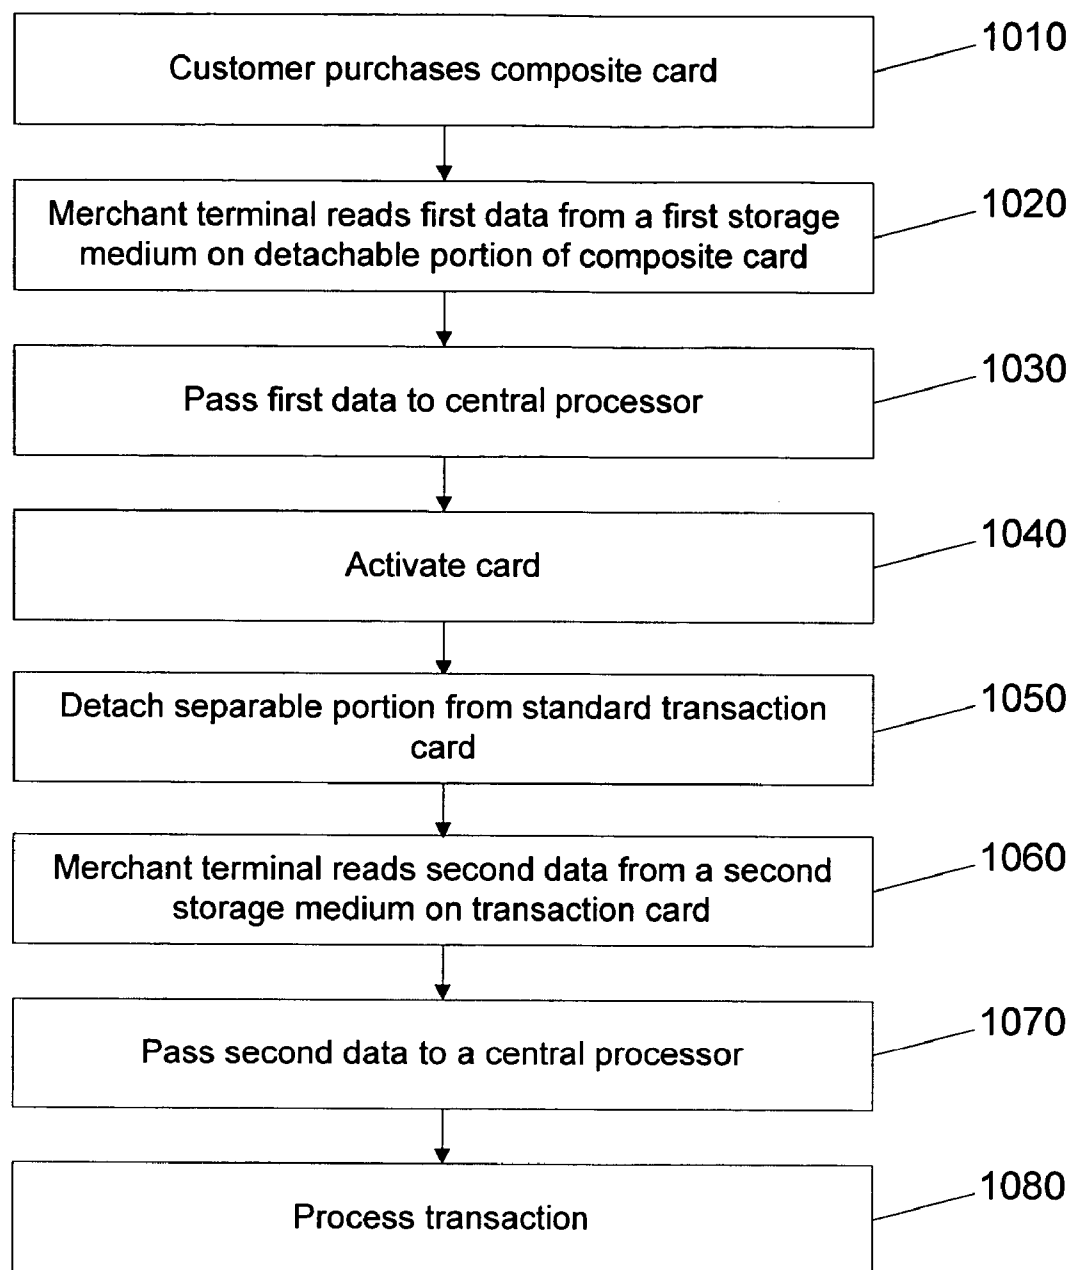 Customer purchases composite card
1010
Merchant terminal reads first data from a first storage
medium on detachable portion of composite card
1020
Pass first data to central processor
1030
Activate card
1040
Detach separable portion from standard transaction
card
1050
Merchant terminal reads second data from a second
storage medium on transaction card
1060
Pass second data to a central processor
1070
Process transaction
1080